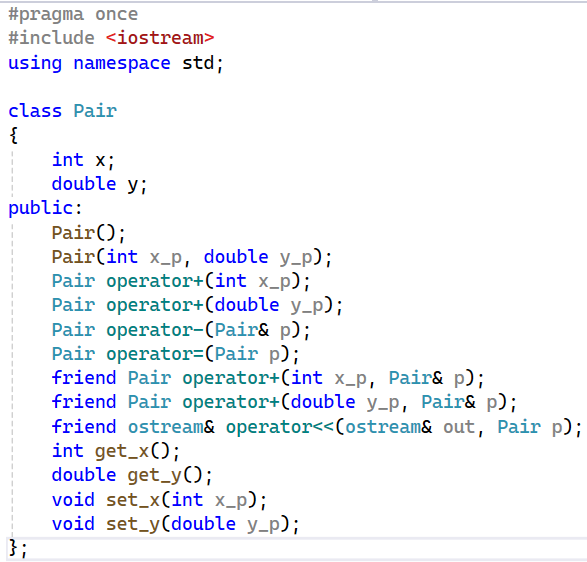 #pragma once
#include <iostream>
using namespace std;
class Pair
{
int x;
double y;
public:
Pair();
Pair(int x_p, double y_p);
Pair operator+(int x_p);
Pair operator+(double y_p);
Pair operator-(Pair& p);
Pair operator=(Pair p);
friend Pair operator+(int x_p, Pair& p);
friend Pair operator+(double y_p, Pair& p);
friend ostream& operator<<(ostream& out, Pair p);
int get_x();
double get_y();
void set_x(int x_p);
void set_y(double y_p);
};